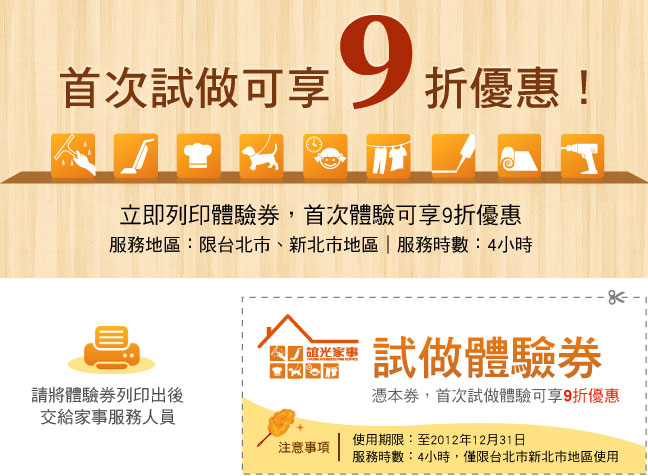 首次試做可享9折優惠！
立即列印體驗券，首次體驗可享9折優惠
服務地區：限台北市、新北市地區｜服務時數：4小時
請將體驗券列印出後
交給家事服務人員
誼光家事
試做體驗券
憑本券，首次試做體驗可享9折優惠
注意事項
使用期限：至2012年12月31日
服務時數：4小時，僅限台北市新北市地區使用